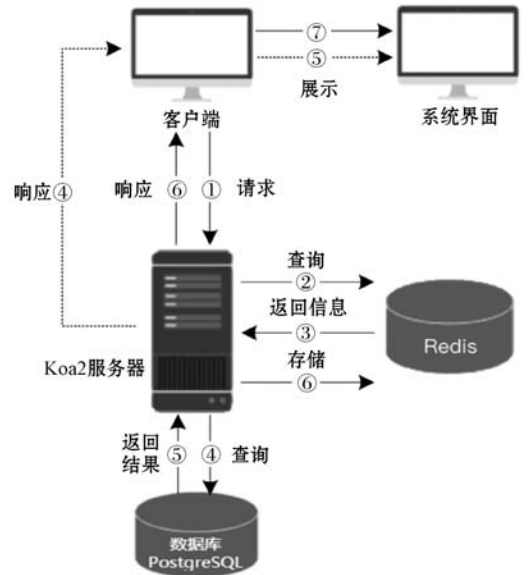 ⑦
⑤
展示
客户端
系统界面
响应④
响应⑥
①请求
查询
②
返回信息
③
Redis
存储
⑥
Koa2服务器
返回
结果⑤
④查询
数据库
PostgreSQL